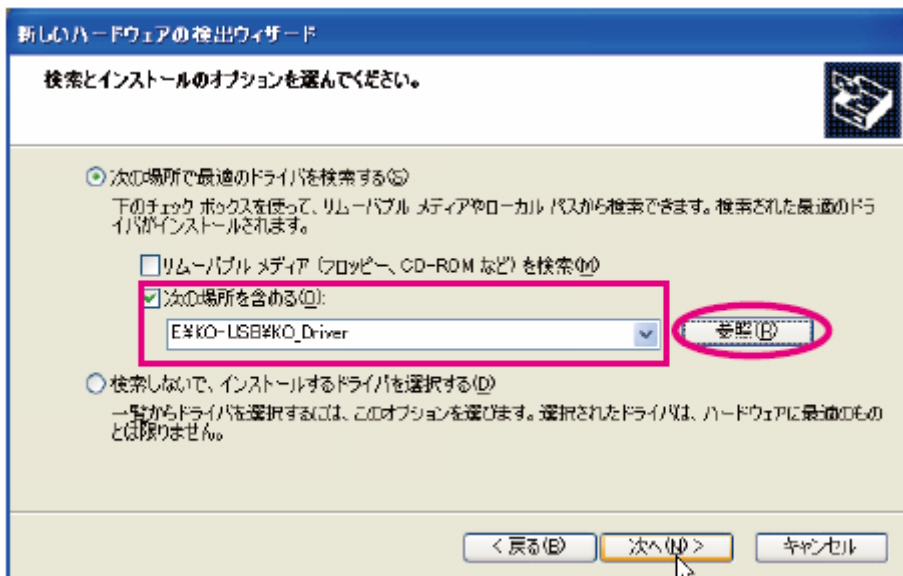 新しいハードウェアの検出ウィザード
検索とインストールのオプションを選んでください。
次の場所で最適のドライバを検索する(S)
下のチェック ボックスを使って、リムーバブル メディアやローカル パスから検索できます。検索された最適のドラ
イバがインストールされます。
リムーバブル メディア (フロッピー、CD-ROM など) を検索(M)
次の場所を含める(O):
E¥KO-USB¥KO_Driver
参照(R)
検索しないで、インストールするドライバを選択する(D)
一覧からドライバを選択するには、このオプションを選びます。選択されたドライバは、ハードウェアに最適のもの
とは限りません。
< 戻る(B)
次へ(N) >
キャンセル